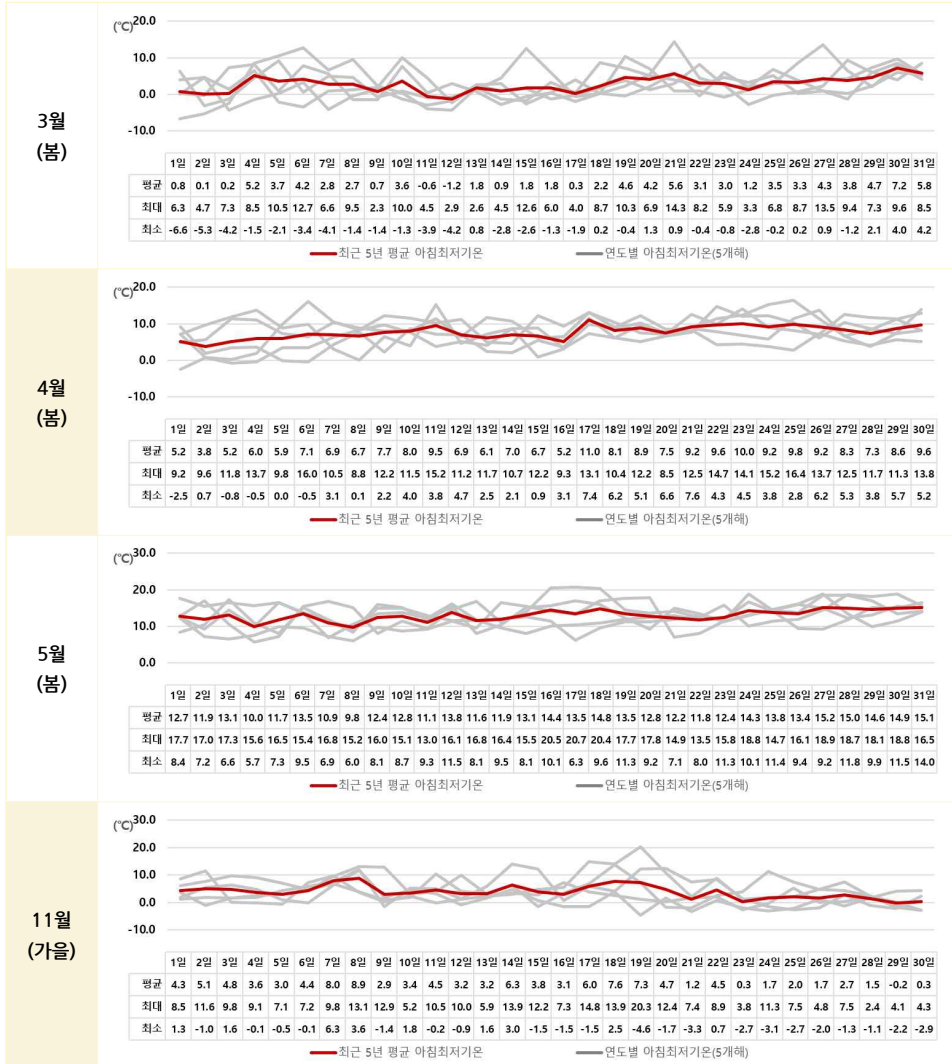 3월
(봄)
(℃)
20.0
10.0
0.0
-10.0
1일 2일 3일 4일 5일 6일 7일 8일 9일 10일 11일 12일 13일 14일 15일 16일 17일 18일 19일 20일 21일 22일 23일 24일 25일 26일 27일 28일 29일 30일 31일
평균 0.8 0.1 0.2 5.2 3.7 4.2 2.8 2.7 0.7 3.6 -0.6 -1.2 1.8 0.9 1.8 1.8 0.3 2.2 4.6 4.2 5.6 3.1 3.0 1.2 3.5 3.3 4.3 3.8 4.7 7.2 5.8
최대 6.3 4.7 7.3 8.5 10.5 12.7 6.6 9.5 2.3 10.0 4.5 2.9 2.6 4.5 12.6 6.0 4.0 8.7 10.3 6.9 14.3 8.2 5.9 3.3 6.8 8.7 13.5 9.4 7.3 9.6 8.5
최소 -6.6 -5.3 -4.2 -1.5 -2.1 -3.4 -4.1 -1.4 -1.4 -1.3 -3.9 -4.2 0.8 -2.8 -2.6 -1.3 -1.9 0.2 -0.4 1.3 0.9 -0.4 -0.8 -2.8 -0.2 0.2 0.9 -1.2 2.1 4.0 4.2
최근 5년 평균 아침최저기온 연도별 아침최저기온(5개해)
4월
(봄)
(℃)
20.0
10.0
0.0
-10.0
1일 2일 3일 4일 5일 6일 7일 8일 9일 10일 11일 12일 13일 14일 15일 16일 17일 18일 19일 20일 21일 22일 23일 24일 25일 26일 27일 28일 29일 30일
평균 5.2 3.8 5.2 6.0 5.9 7.1 6.9 6.7 7.7 8.0 9.5 6.9 6.1 7.0 6.7 5.2 11.0 8.1 8.9 7.5 9.2 9.6 10.0 9.2 9.8 9.2 8.3 7.3 8.6 9.6
최대 9.2 9.6 11.8 13.7 9.8 16.0 10.5 8.8 12.2 11.5 15.2 11.2 11.7 10.7 12.2 9.3 13.1 10.4 12.2 8.5 12.5 14.7 14.1 15.2 16.4 13.7 12.5 11.7 11.3 13.8
최소 -2.5 0.7 -0.8 -0.5 0.0 -0.5 3.1 0.1 2.2 4.0 3.8 4.7 2.5 2.1 0.9 3.1 7.4 6.2 5.1 6.6 7.6 4.3 4.5 3.8 2.8 6.2 5.3 3.8 5.7 5.2
최근 5년 평균 아침최저기온 연도별 아침최저기온(5개해)
5월
(봄)
(℃)
30.0
20.0
10.0
0.0
1일 2일 3일 4일 5일 6일 7일 8일 9일 10일 11일 12일 13일 14일 15일 16일 17일 18일 19일 20일 21일 22일 23일 24일 25일 26일 27일 28일 29일 30일 31일
평균 12.7 11.9 13.1 10.0 11.7 13.5 10.9 9.8 12.4 12.8 11.1 13.8 11.6 11.9 13.1 14.4 13.5 14.8 13.5 12.8 12.2 11.8 12.4 14.3 13.8 13.4 15.2 15.0 14.6 14.9 15.1
최대 17.7 17.0 17.3 15.6 16.5 15.4 16.8 15.2 16.0 15.1 13.0 16.1 16.8 16.4 15.5 20.5 20.7 20.4 17.7 17.8 14.9 13.5 15.8 18.8 14.7 16.1 18.9 18.7 18.1 18.8 16.5
최소 8.4 7.2 6.6 5.7 7.3 9.5 6.9 6.0 8.1 8.7 9.3 11.5 8.1 9.5 8.1 10.1 6.3 9.6 11.3 9.2 7.1 8.0 11.3 10.1 11.4 9.4 9.2 11.8 9.9 11.5 14.0
최근 5년 평균 아침최저기온 연도별 아침최저기온(5개해)
11월
(가을)
(℃)
30.0
20.0
10.0
0.0
-10.0
1일 2일 3일 4일 5일 6일 7일 8일 9일 10일 11일 12일 13일 14일 15일 16일 17일 18일 19일 20일 21일 22일 23일 24일 25일 26일 27일 28일 29일 30일
평균 4.3 5.1 4.8 3.6 3.0 4.4 8.0 8.9 2.9 3.4 4.5 3.2 3.2 6.3 3.8 3.1 6.0 7.6 7.3 4.7 1.2 4.5 0.3 1.7 2.0 1.7 2.7 1.5 -0.2 0.3
최대 8.5 11.6 9.8 9.1 7.1 7.2 9.8 13.1 12.9 5.2 10.5 10.0 5.9 13.9 12.2 7.3 14.8 13.9 20.3 12.4 7.4 8.9 3.8 11.3 7.5 4.8 7.5 2.4 4.1 4.3
최소 1.3 -1.0 1.6 -0.1 -0.5 -0.1 6.3 3.6 -1.4 1.8 -0.2 -0.9 1.6 3.0 -1.5 -1.5 -1.5 2.5 -4.6 -1.7 -3.3 0.7 -2.7 -3.1 -2.7 -2.0 -1.3 -1.1 -2.2 -2.9
최근 5년 평균 아침최저기온 연도별 아침최저기온(5개해)